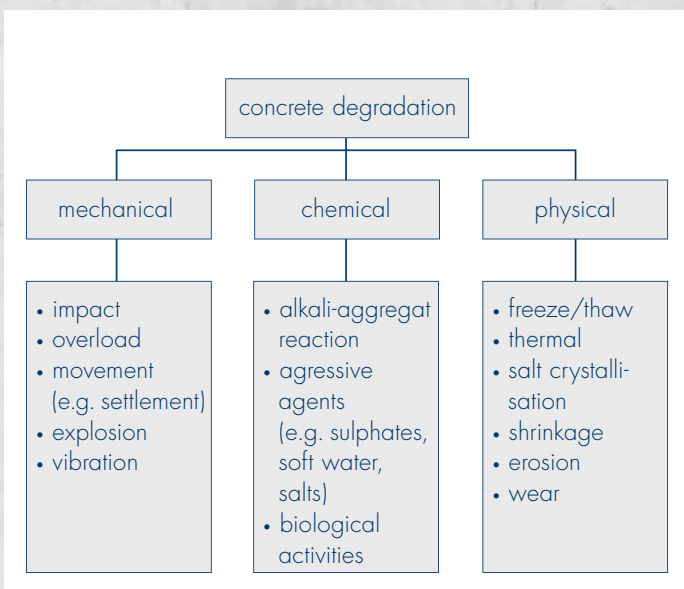 concrete degradation
mechanical
chemical
physical
• impact
• overload
• movement
(e.g. settlement)
• explosion
• vibration
• alkali-aggregat
reaction
• agressive
agents
(e.g. sulphates,
soft water,
salts)
• biological
activities
• freeze/thaw
• thermal
• salt crystalli-
sation
• shrinkage
• erosion
• wear